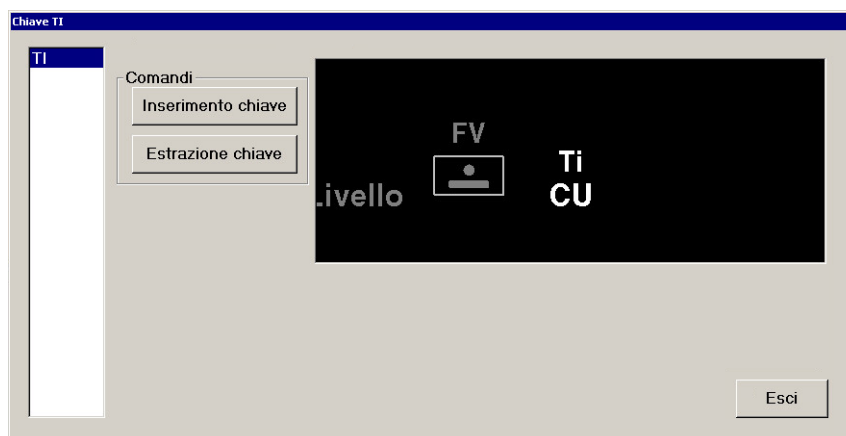 Chiave TI
TI
Comandi
Inserimento chiave
Estrazione chiave
FV
Ti
CU
.ivello
Esci